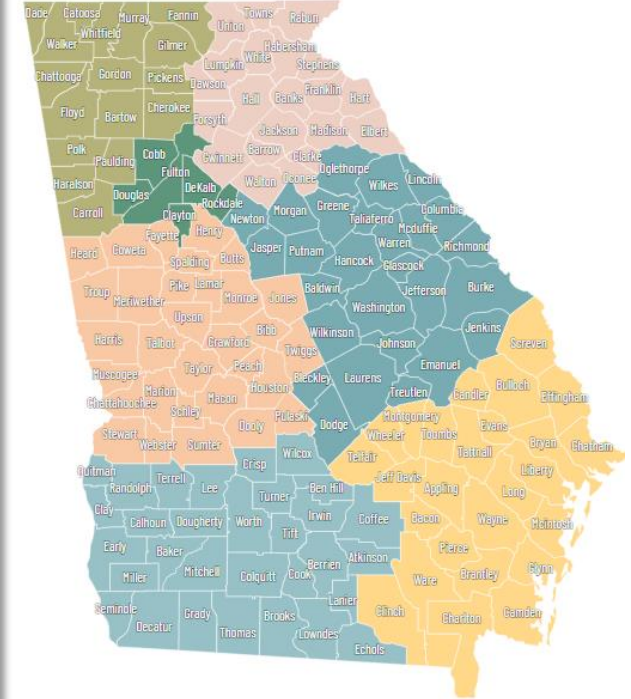 Dade
Catoosa
Murray
Fannin
Towns
Rabun
Union
Whitfield
Walker
Gilmer
Habersham
White
Lumpkin
Stephens
Chattooga
Gordon
Pickens
Dawson
Franklin
Hart
Hall
Banks
Floyd
Bartow
Cherokee
Forsyth
Jackson
Madison
Elbert
Polk
Paulding
Cobb
Fulton
Gwinnett
Barrow
Clarke
Oglethorpe
Haralson
Douglas
DeKalb
Walton
Oconee
Wilkes
Lincoln
Rockdale
Carroll
Clayton
Newton
Morgan
Greene
Taliaferro
Columbia
Mcduffie
Fayette
Henry
Warren
Richmond
Heard
Coweta
Spalding
Butts
Jasper
Putnam
Hancock
Glascock
Troup
Meriwether
Pike
Lamar
Monroe
Jones
Baldwin
Jefferson
Burke
Washington
Upson
Bibb
Wilkinson
Jenkins
Screven
Harris
Talbot
Crawford
Twiggs
Johnson
Taylor
Peach
Emanuel
Muscogee
Houston
Bleckley
Laurens
Bulloch
Marion
Macon
Treutlen
Candler
Effingham
Chattahoochee
Schley
Pulaski
Dodge
Montgomery
Stewart
Webster
Sumter
Dooly
Wheeler
Toombs
Evans
Bryan
Chatham
Wilcox
Telfair
Tattnall
Quitman
Terrell
Crisp
Randolph
Lee
Ben Hill
Jeff Davis
Appling
Liberty
Turner
Long
Clay
Calhoun
Dougherty
Worth
Irwin
Coffee
Bacon
Wayne
Mcintosh
Tift
Early
Baker
Atkinson
Pierce
Berrien
Miller
Mitchell
Colquitt
Cook
Ware
Brantley
Glynn
Seminole
Grady
Lanier
Clinch
Charlton
Camden
Decatur
Thomas
Brooks
Lowndes
Echols